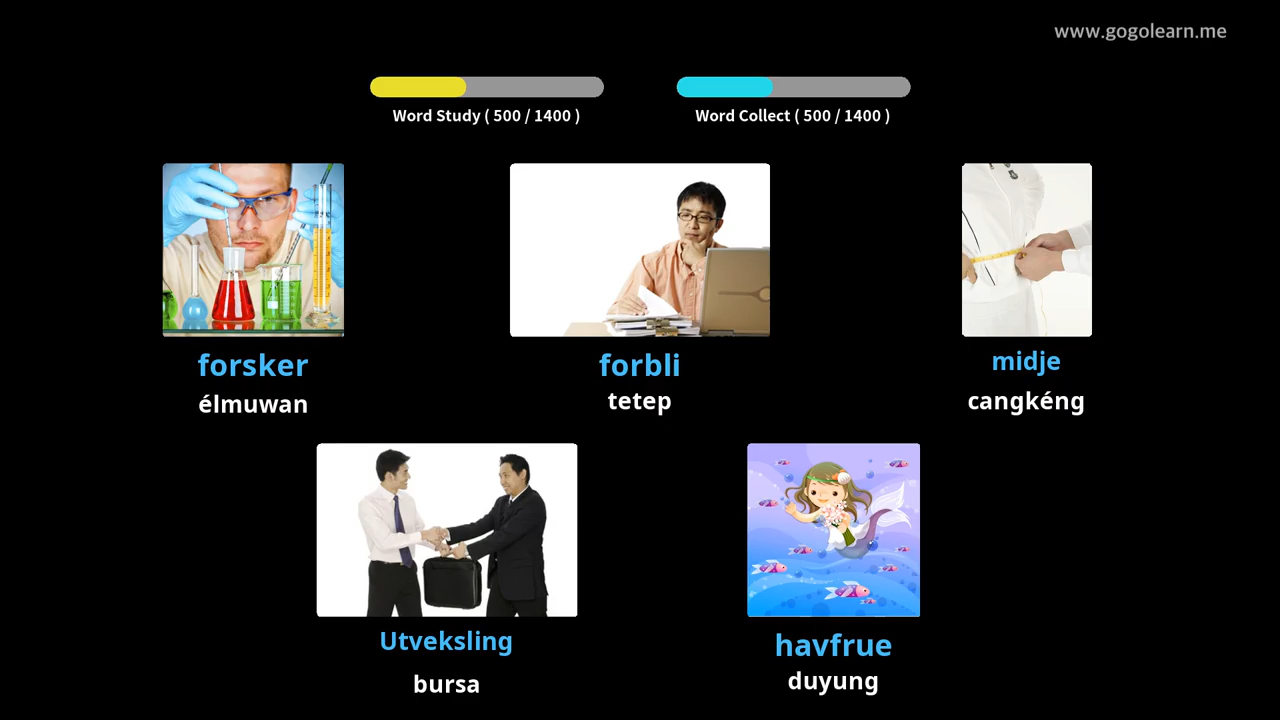 www.gogolearn.me
Word Study ( 500 / 1400 )
Word Collect ( 500 / 1400 )
forsker
élmuwan
forbli
tetep
midje
cangkéng
Utveksling
bursa
havfrue
duyung